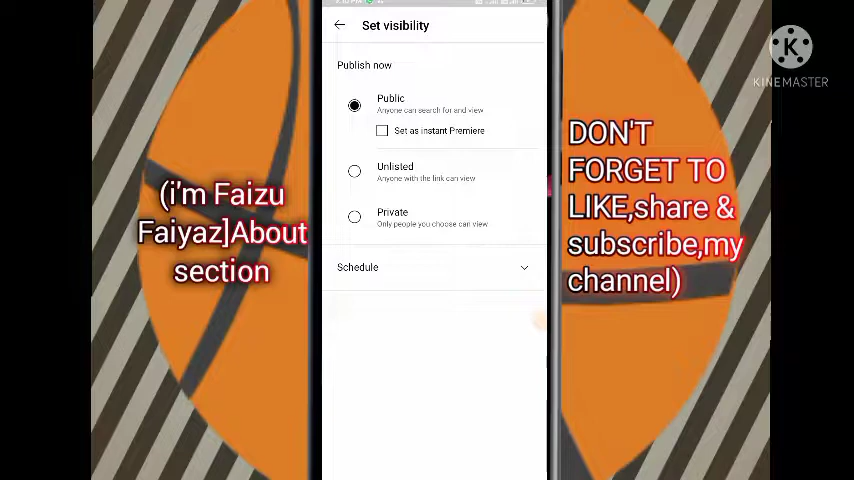 Set visibility
Publish now
Public
Anyone can search for and view
Set as instant Premiere
Unlisted
Anyone with the link can view
Private
Only people you choose can view
Schedule
(i'm Faizu
Faiyaz]About
section
DON'T
FORGET TO
LIKE,share &
subscribe,my
channel)
K
KINEMASTER